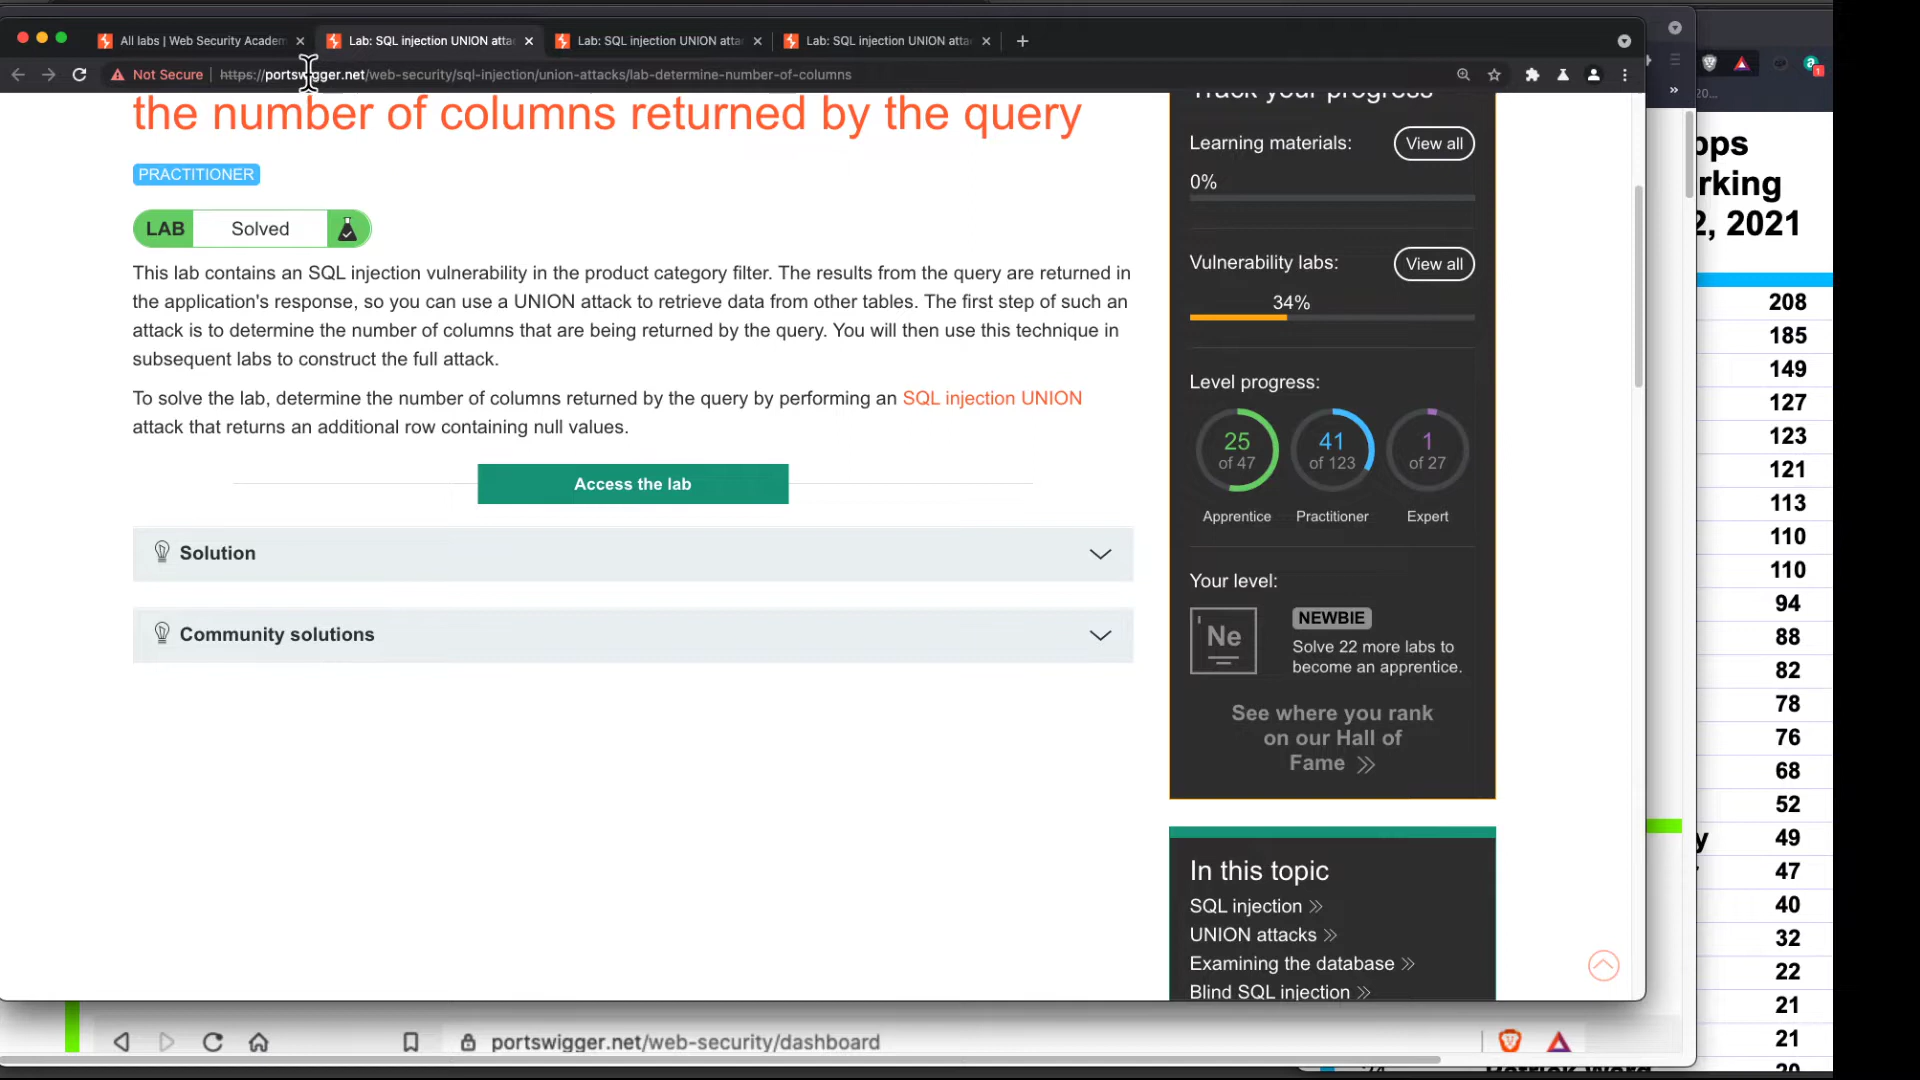 All labs | Web Security Academ
Lab: SQL injection UNION atta
Lab: SQL injection UNION atta
Lab: SQL injection UNION atta
Not Secure
https://portswigger.net/web-security/sql-injection/union-attacks/lab-determine-number-of-columns
the number of columns returned by the query
PRACTITIONER
LAB Solved
This lab contains an SQL injection vulnerability in the product category filter. The results from the query are returned in
the application's response, so you can use a UNION attack to retrieve data from other tables. The first step of such an
attack is to determine the number of columns that are being returned by the query. You will then use this technique in
subsequent labs to construct the full attack.
To solve the lab, determine the number of columns returned by the query by performing an SQL injection UNION
attack that returns an additional row containing null values.
Access the lab
Solution
Community solutions
Track your progress
Learning materials: View all
0%
Vulnerability labs: View all
34%
Level progress:
25 of 47
41 of 123
1 of 27
Apprentice Practitioner Expert
Your level:
Ne
NEWBIE
Solve 22 more labs to
become an apprentice.
See where you rank
on our Hall of
Fame
In this topic
SQL injection
UNION attacks
Examining the database
Blind SQL injection
portswigger.net/web-security/dashboard
1
20...
pps
rking
2, 2021
208
185
149
127
123
121
113
110
110
94
88
82
78
76
68
52
y 49
47
40
32
22
21
21
20